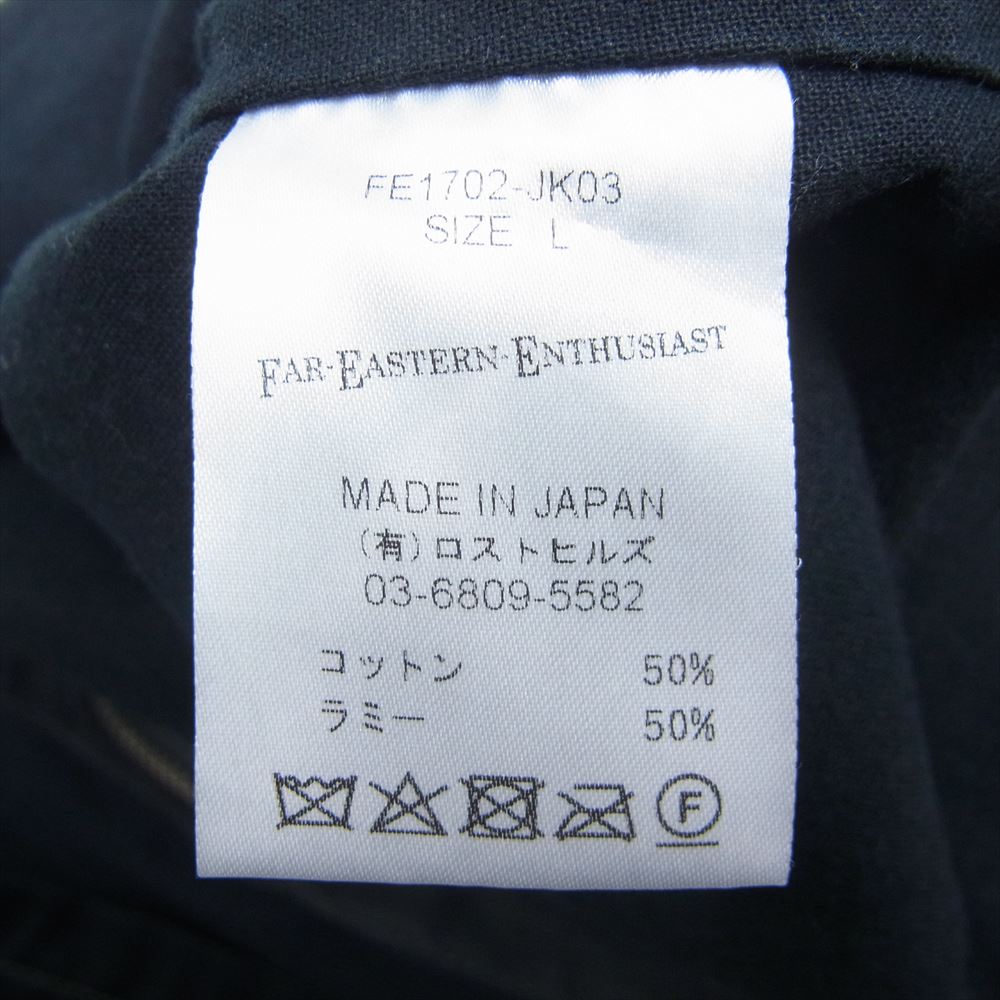 FE1702-JK03
SIZE L
FAR-EASTERN-ENTHUSIAST
MADE IN JAPAN
(有)ロストヒルズ
03-6809-5582
コットン 50%
ラミー 50%
F